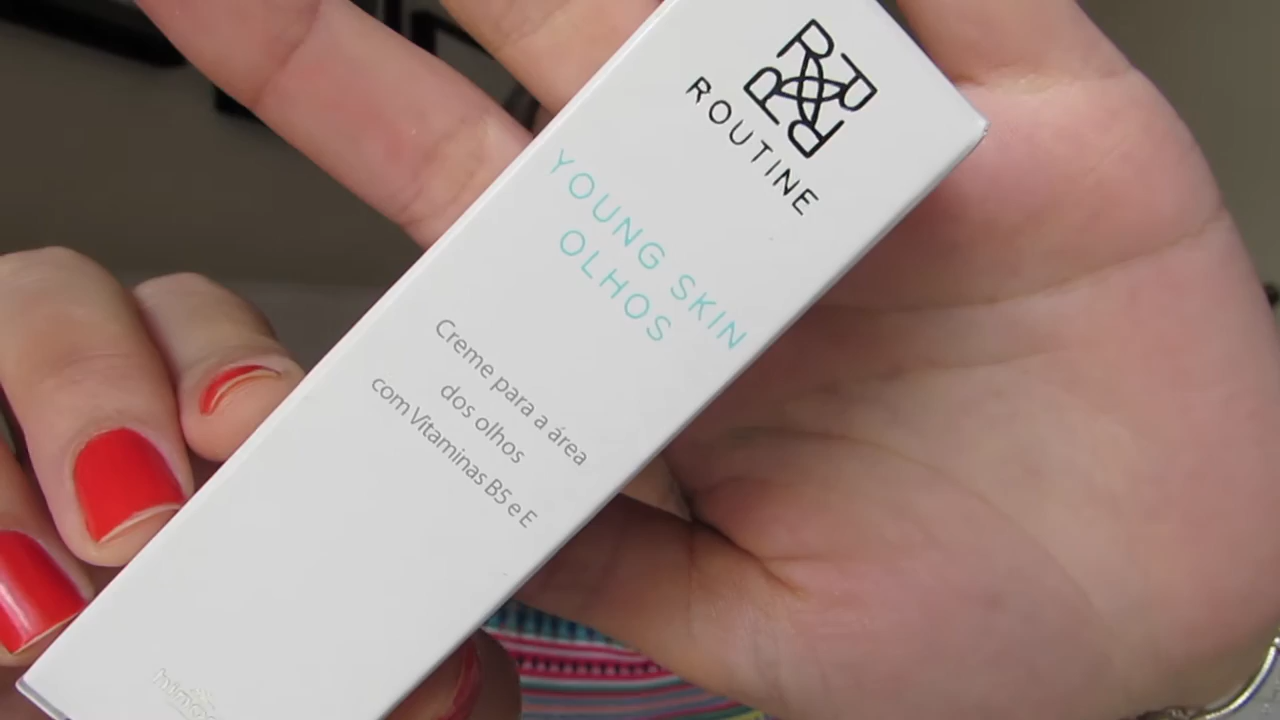 ROUTINE
YOUNG SKIN
OLHOS
Creme para a área
dos olhos
com Vitaminas B5 e E